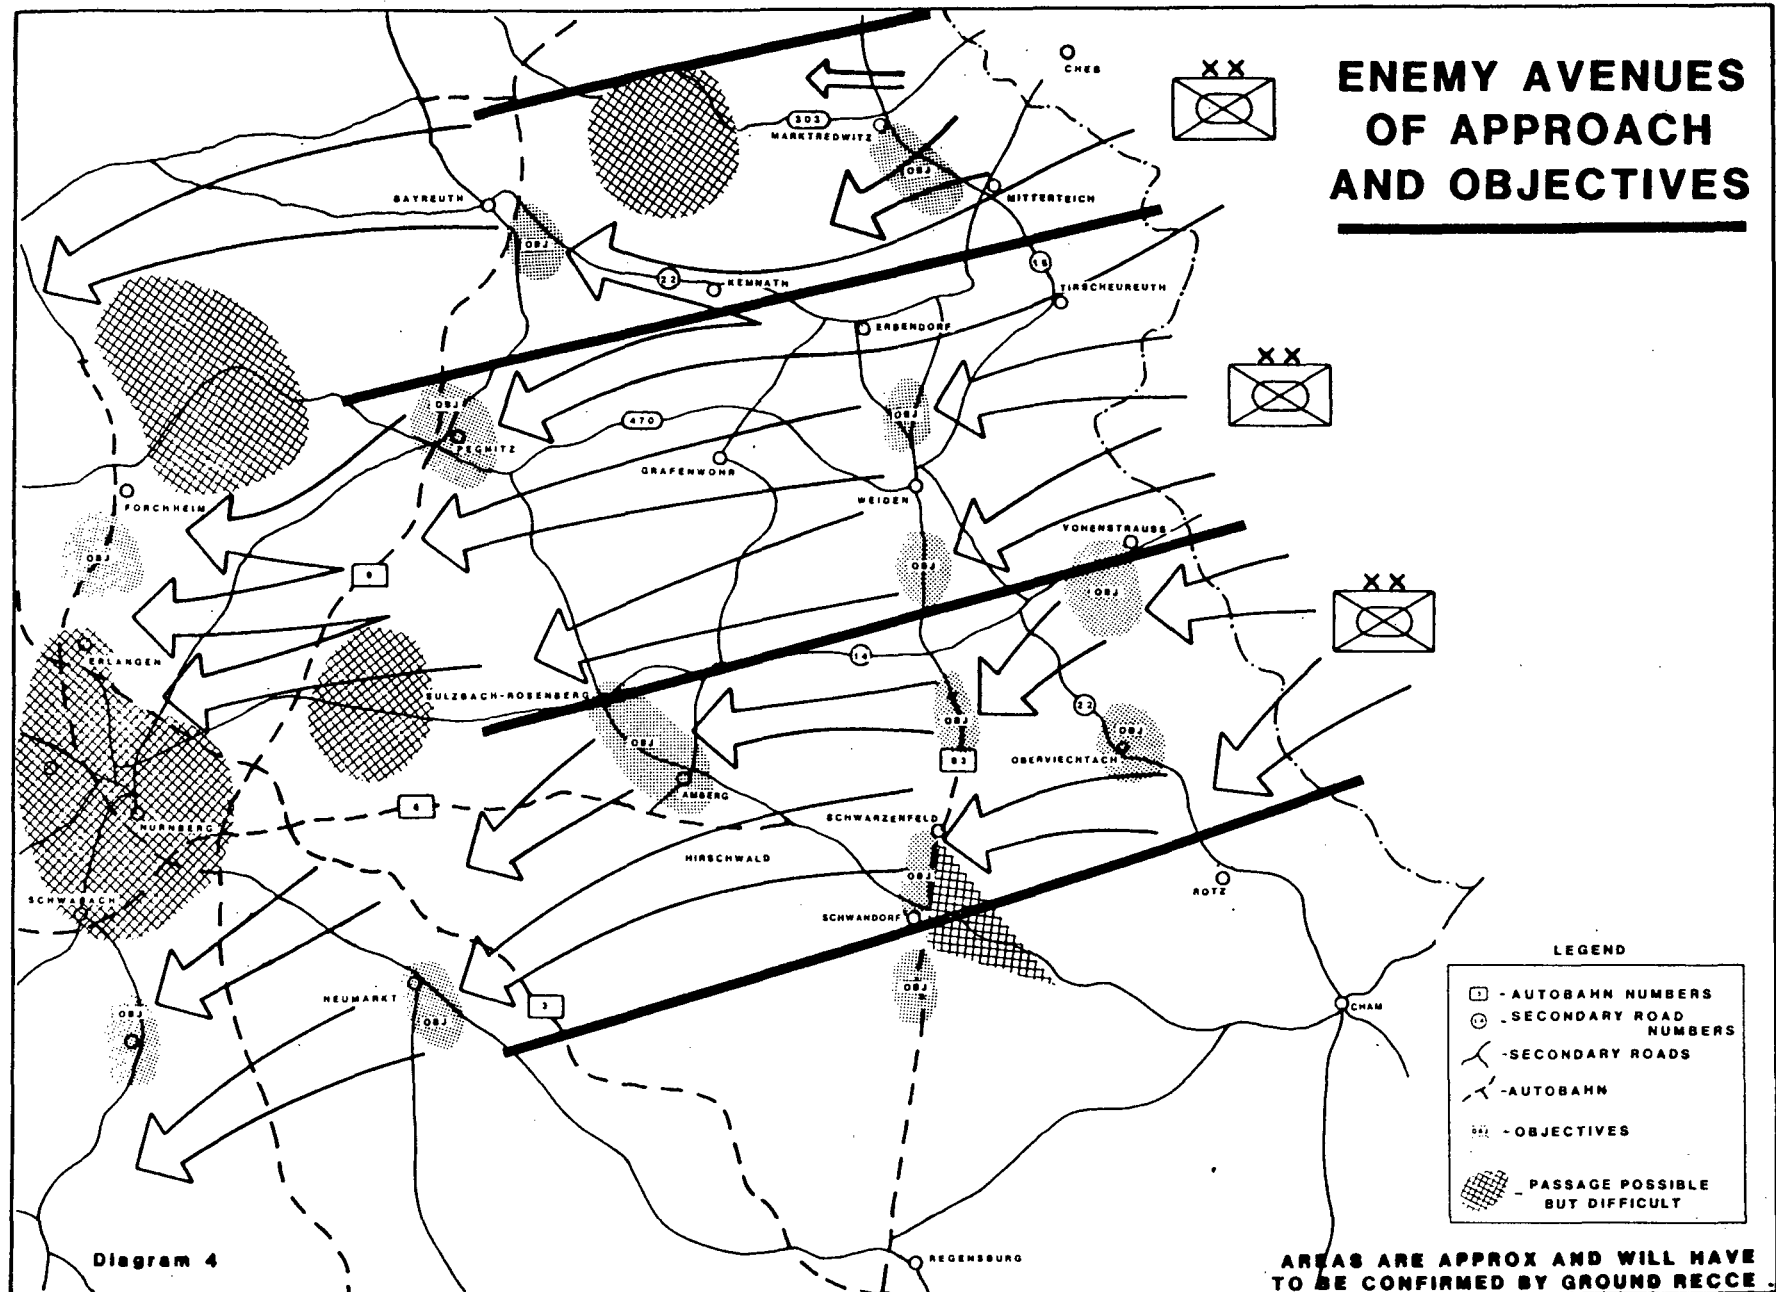 ENEMY AVENUES
OF APPROACH
AND OBJECTIVES
CHEB
303
MARKTREDWITZ
OBJ
MITTERTEICH
BAYREUTH
OBJ
22
KEMNATH
15
TIRSCHEUREUTH
ERBENDORF
OBJ
PEGNITZ
470
OBJ
GRAFENWOHR
WEIDEN
FORCHHEIM
OBJ
VOHENSTRAUSS
OBJ
OBJ
9
ERLANGEN
14
SULZBACH-ROSENBERG
22
OBJ
OBJ
OBJ
93
OBERVIECHTACH
AMBERG
6
SCHWARZENFELD
NURNBERG
HIRSCHWALD
OBJ
ROTZ
SCHWABACH
SCHWANDORF
NEUMARKT
OBJ
OBJ
OBJ
3
CHAM
REGENSBURG
LEGEND
- AUTOBAHN NUMBERS
- SECONDARY ROAD
NUMBERS
-SECONDARY ROADS
-AUTOBAHN
OBJ - OBJECTIVES
- PASSAGE POSSIBLE
BUT DIFFICULT
Diagram 4
AREAS ARE APPROX AND WILL HAVE
TO BE CONFIRMED BY GROUND RECCE .